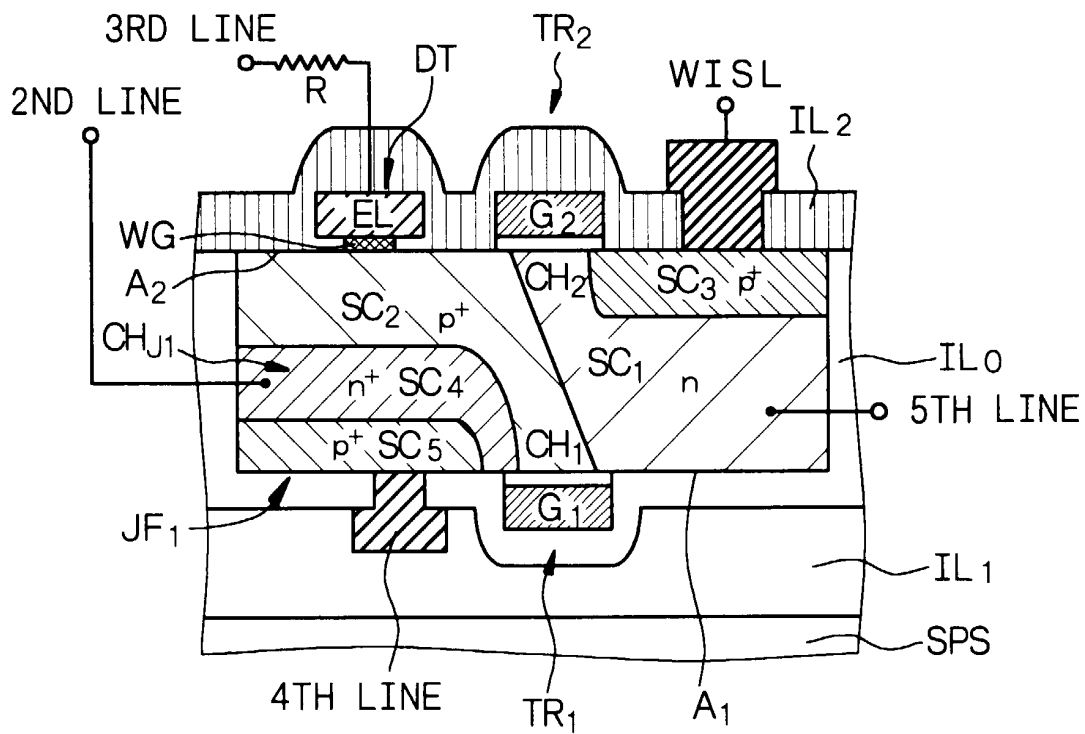 3RD LINE
TR2
DT
R
WISL
2ND LINE
IL2
EL
G2
WG
A2
CH2
SC3 p+
SC2 p+
CHJ1
SC1
n
IL0
n+ SC4
5TH LINE
p+ SC5
CH1
G1
JF1
IL1
SPS
4TH LINE
TR1
A1